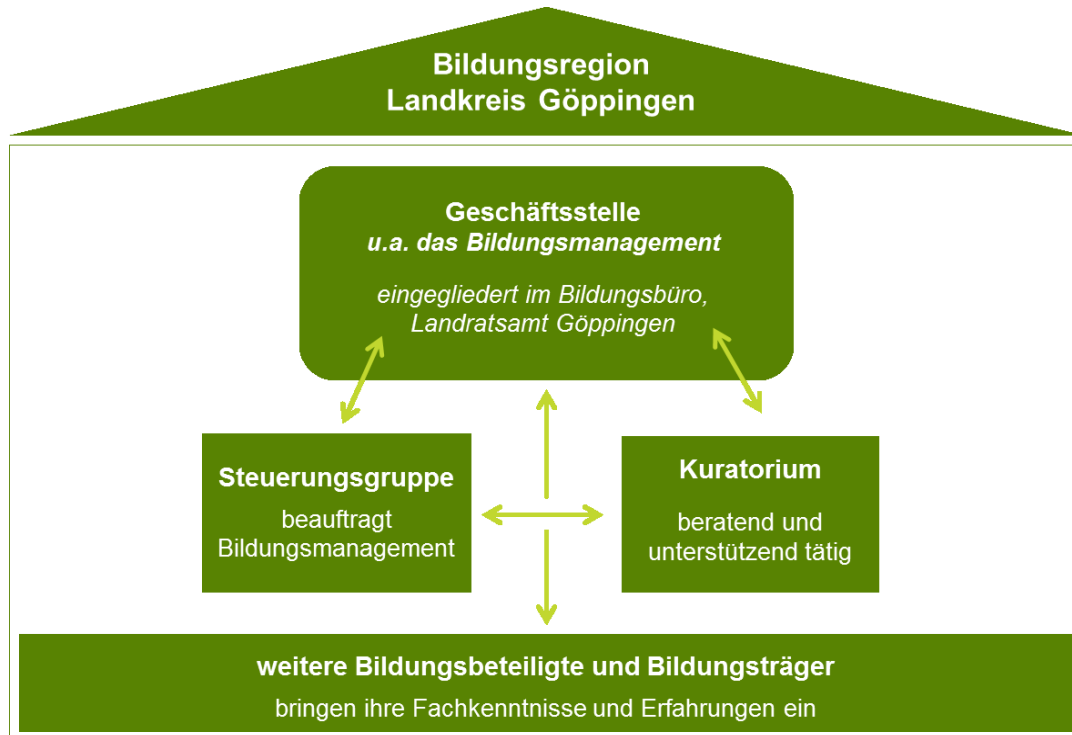 Bildungsregion
Landkreis Göppingen
Geschäftsstelle
u.a. das Bildungsmanagement
eingegliedert im Bildungsbüro,
Landratsamt Göppingen
Steuerungsgruppe
beauftragt
Bildungsmanagement
Kuratorium
beratend und
unterstützend tätig
weitere Bildungsbeteiligte und Bildungsträger
bringen ihre Fachkenntnisse und Erfahrungen ein